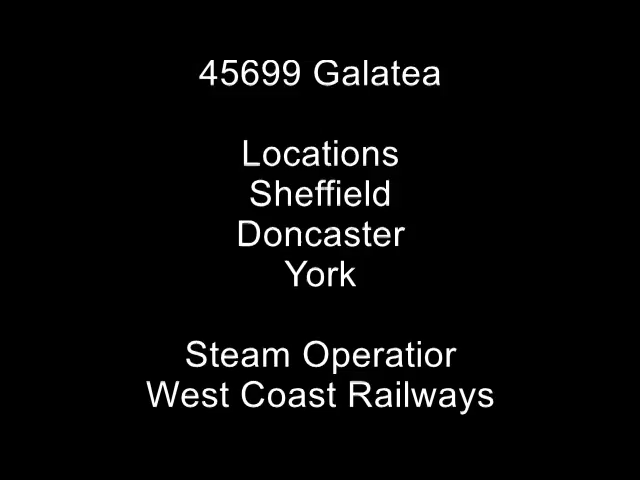 45699 Galatea
Locations
Sheffield
Doncaster
York
Steam Operatior
West Coast Railways